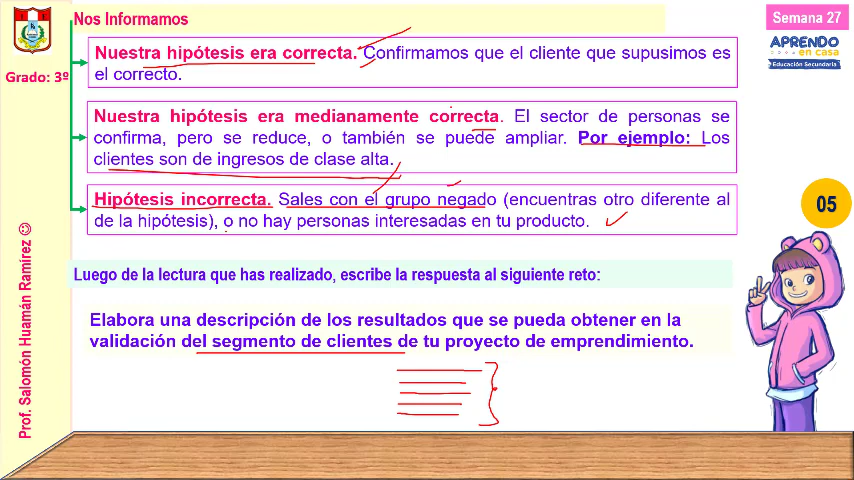 Nos Informamos
Semana 27
APRENDO
en casa
Educación Secundaria
Grado: 3º
Nuestra hipótesis era correcta. Confirmamos que el cliente que supusimos es
el correcto.
Nuestra hipótesis era medianamente correcta. El sector de personas se
confirma, pero se reduce, o también se puede ampliar. Por ejemplo: Los
clientes son de ingresos de clase alta.
Hipótesis incorrecta. Sales con el grupo negado (encuentras otro diferente al
de la hipótesis), o no hay personas interesadas en tu producto.
05
Luego de la lectura que has realizado, escribe la respuesta al siguiente reto:
Elabora una descripción de los resultados que se pueda obtener en la
validación del segmento de clientes de tu proyecto de emprendimiento.
Prof. Salomón Huamán Ramírez ☺